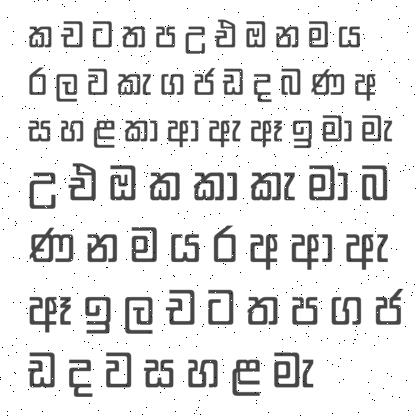 ක ච ට ත ප උ එ ඔ න ම ය
ර ල ව කැ ග ජ ඩ ද බ ණ අ
ස හ ළ කා ආ ඇ ඈ ඉ මා මැ
උ එ ඔ ක කා කැ මා බ
ණ න ම ය ර අ ආ ඇ
ඈ ඉ ල ච ට ත ප ග ජ
ඩ ද ව ස හ ළ මැ